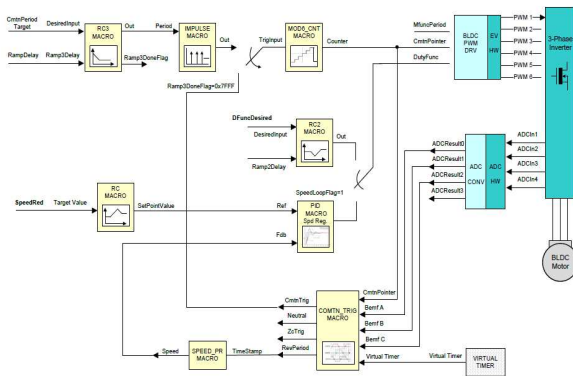 CmtnPeriod Target
DesiredInput
RampDelay
Ramp3Delay
RC3 MACRO
Out
Period
Ramp3DoneFlag
IMPULSE MACRO
Out
TrigInput
MOD6_CNT MACRO
Counter
Ramp3DoneFlag=0x7FFF
MfuncPeriod
CmtnPointer
DutyFunc
BLDC PWM DRV
EV HW
PWM 1
PWM 2
PWM 3
PWM 4
PWM 5
PWM 6
3-Phase Inverter
DFuncDesired
DesiredInput
Ramp2Delay
RC2 MACRO
Out
SpeedLoopFlag=1
ADCResult0
ADCResult1
ADCResult2
ADCResult3
ADC CONV
ADC HW
ADCIn1
ADCIn2
ADCIn3
ADCIn4
SpeedRed
Target Value
RC MACRO
SetPointValue
Ref
Fdb
PID MACRO
Spd Reg.
BLDC Motor
CmtnTrig
Neutral
ZcTrig
RevPeriod
COMTN_TRIG MACRO
CmtnPointer
Bemf A
Bemf B
Bemf C
Virtual Timer
Virtual Timer
VIRTUAL TIMER
Speed
SPEED_PR MACRO
TimeStamp